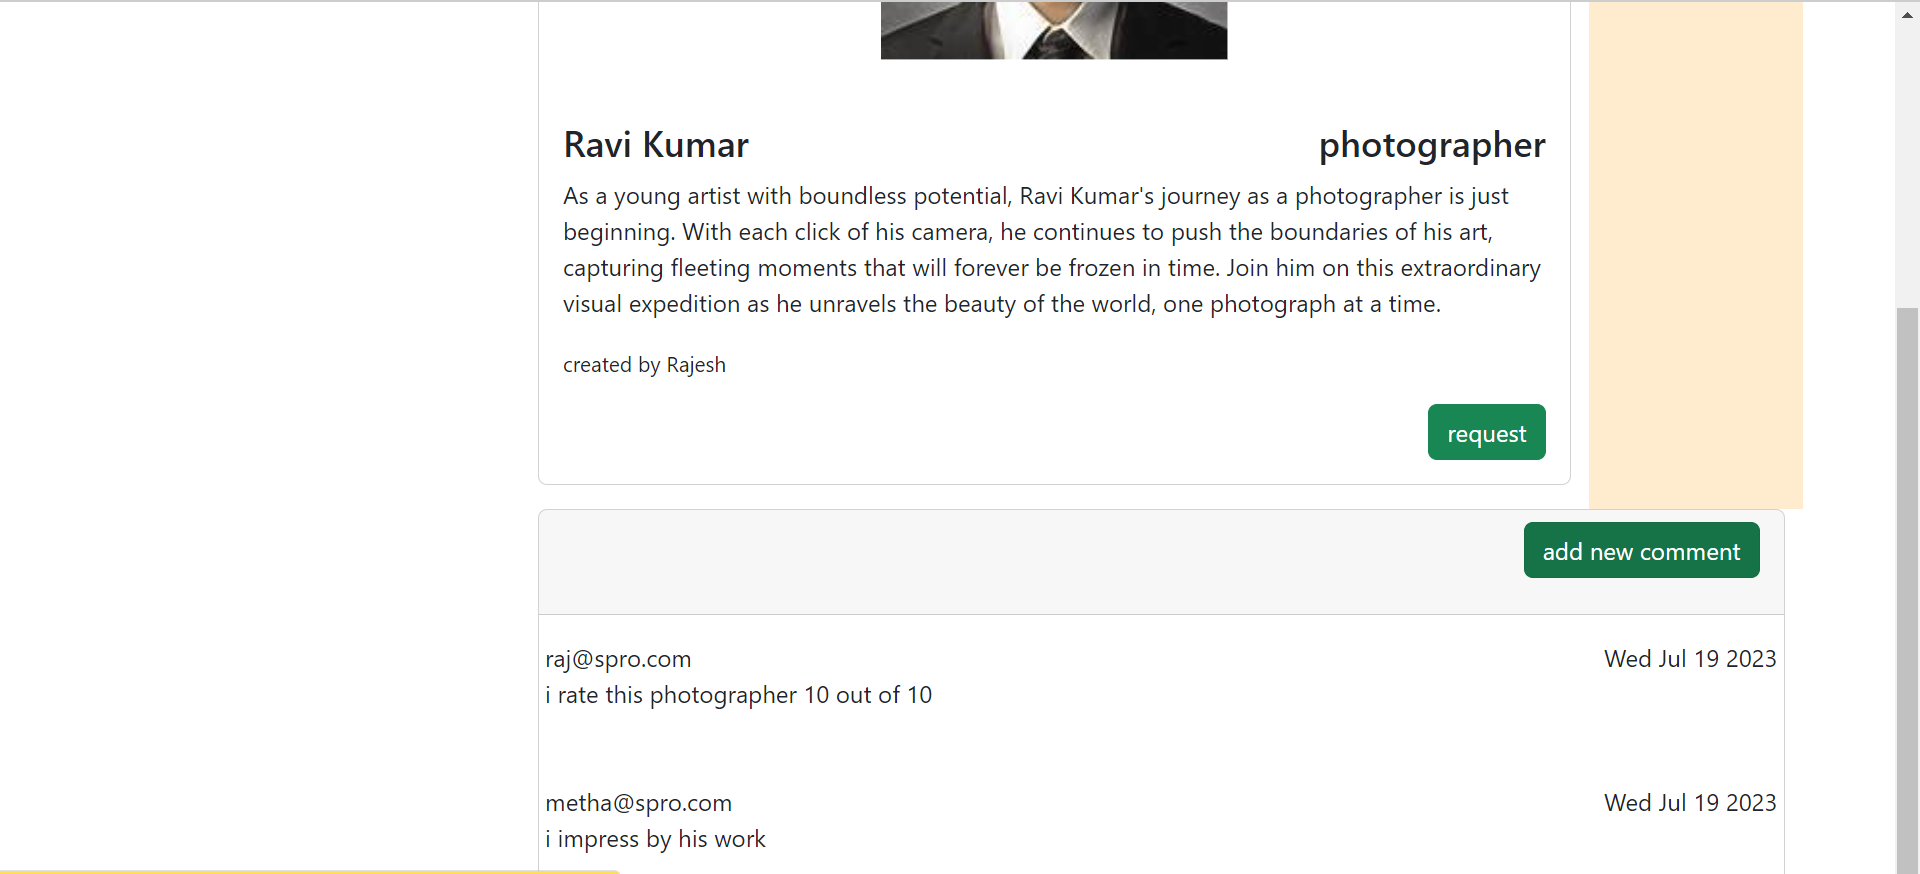 Ravi Kumar photographer
As a young artist with boundless potential, Ravi Kumar's journey as a photographer is just
beginning. With each click of his camera, he continues to push the boundaries of his art,
capturing fleeting moments that will forever be frozen in time. Join him on this extraordinary
visual expedition as he unravels the beauty of the world, one photograph at a time.
created by Rajesh
request
add new comment
raj@spro.com Wed Jul 19 2023
i rate this photographer 10 out of 10
metha@spro.com Wed Jul 19 2023
i impress by his work